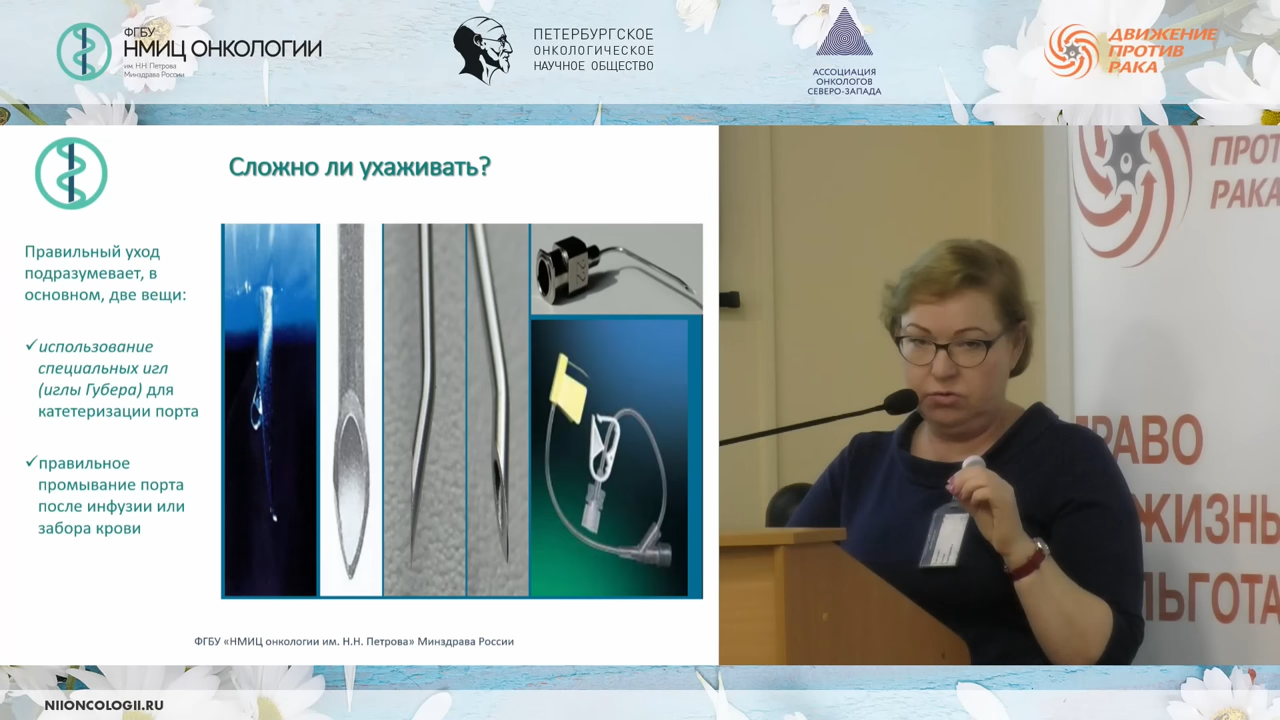 ФГБУ
НМИЦ ОНКОЛОГИИ
им. Н.Н. Петрова
Минздрава России
ПЕТЕРБУРГСКОЕ
ОНКОЛОГИЧЕСКОЕ
НАУЧНОЕ ОБЩЕСТВО
АССОЦИАЦИЯ
ОНКОЛОГОВ
СЕВЕРО-ЗАПАДА
ДВИЖЕНИЕ
ПРОТИВ
РАКА
Сложно ли ухаживать?
Правильный уход
подразумевает, в
основном, две вещи:
✓использование
специальных игл
(иглы Губера) для
катетеризации порта
✓правильное
промывание порта
после инфузии или
забора крови
22
ФГБУ «НМИЦ онкологии им. Н.Н. Петрова» Минздрава России
ПРОТ
РАКА
РАВО
ЖИЗНЬ
ЛЬГОТА
NIIONCOLOGII.RU